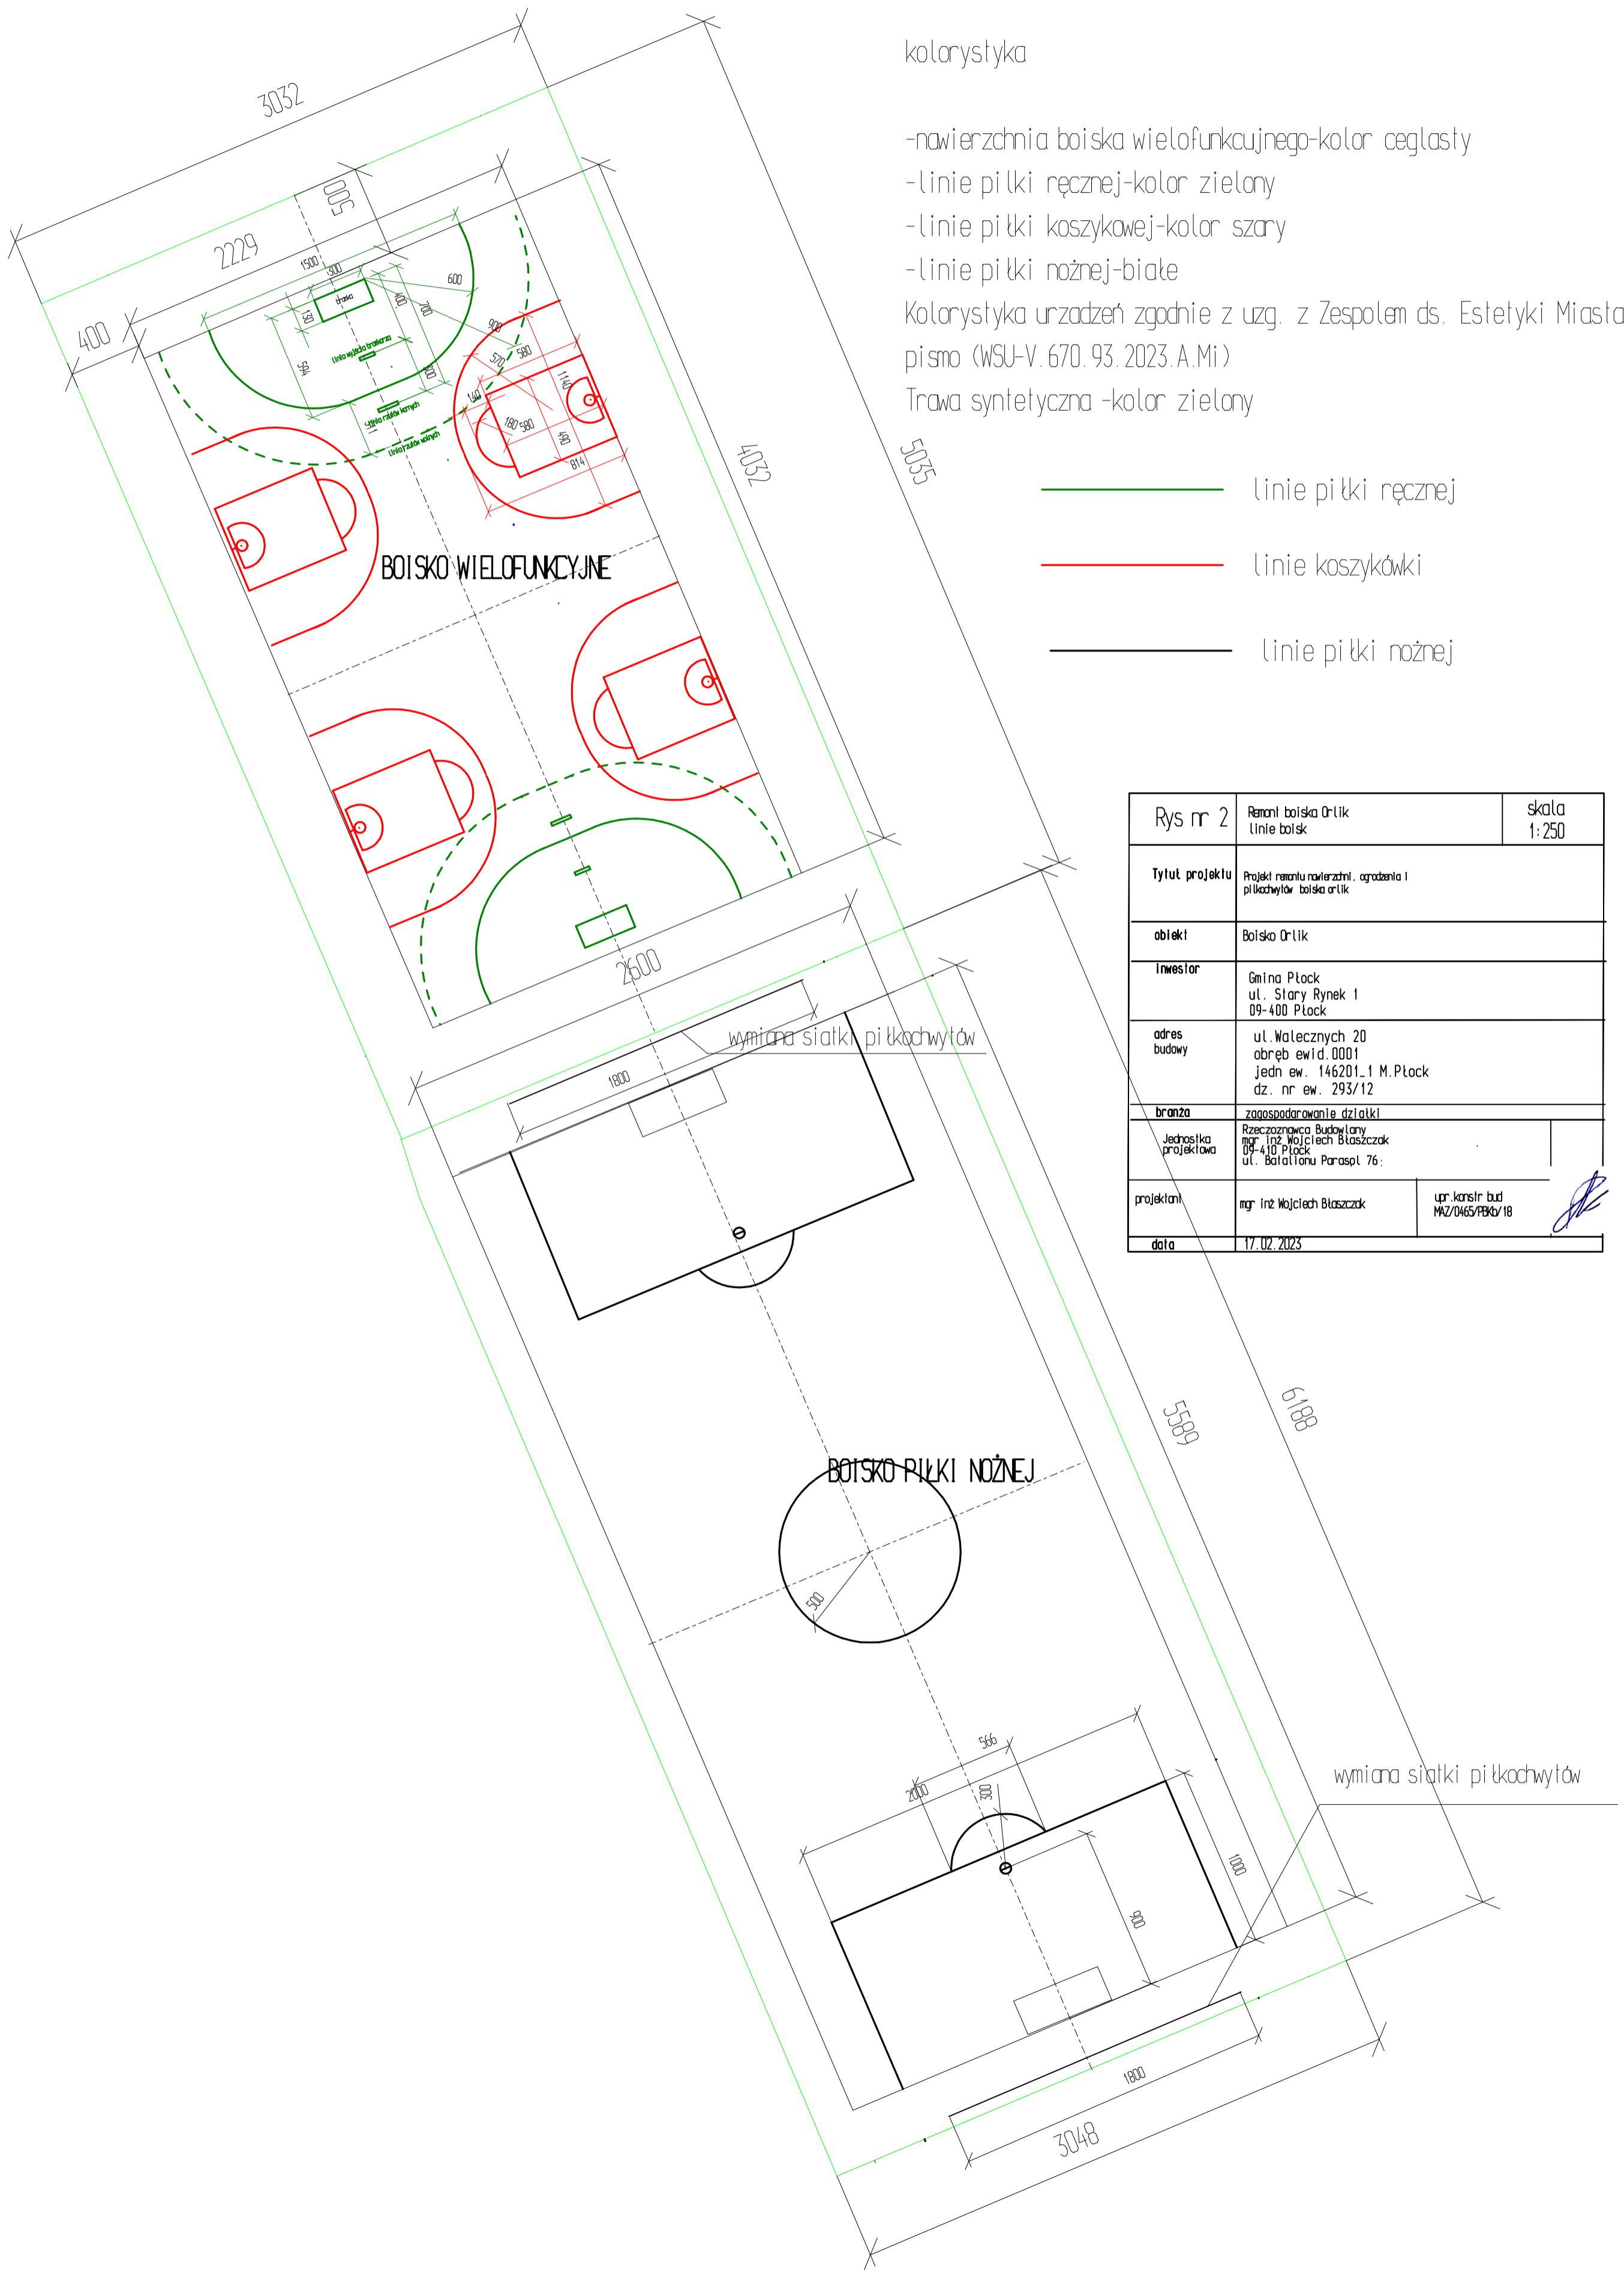 kolorystyka
-nawierzchnia boiska wielofunkcujnego-kolor ceglasty
-linie pilki ręcznej-kolor zielony
-linie piłki koszykowej-kolor szary
-linie piłki nożnej-białe
Kolorystyka urzadzeń zgodnie z uzg. z Zespolem ds. Estetyki Miasta
pismo (WSU-V.670.93.2023.A.Mi)
Trawa syntetyczna -kolor zielony
linie piłki ręcznej
linie koszykówki
linie piłki nożnej
3032
500
2229
400
1500
300
bramka
150
600
400
700
900
594
linia wyjścia bramkarza
300
linia rzutów karnych
linia rzutów wolnych
570
580
1140
140
180
580
490
814
4032
5035
BOISKO WIELOFUNKCYJNE
2600
wymiana siatki piłkochwytów
1800
5589
6188
BOISKO PIŁKI NOŻNEJ
500
566
2000
300
1000
900
wymiana siatki piłkochwytów
1800
3048
Rys nr 2
Remont boiska Orlik
linie boisk
skala
1:250
Tytuł projektu
Projekt remontu nawierzchni, ogrodzenia i
piłkochwytów boiska orlik
obiekt
Boisko Orlik
inwestor
Gmina Płock
ul. Stary Rynek 1
09-400 Płock
adres
budowy
ul.Walecznych 20
obręb ewid.0001
jedn ew. 146201_1 M.Płock
dz. nr ew. 293/12
branża
zagospodarowanie działki
Jednostka
projektowa
Rzeczoznawca Budowlany
mgr inż Wojciech Błaszczak
09-410 Płock
ul. Batalionu Parasol 76;
projektant
mgr inż Wojciech Błaszczak
upr.konstr bud
MAZ/0465/PBKb/18
data
17.02.2023